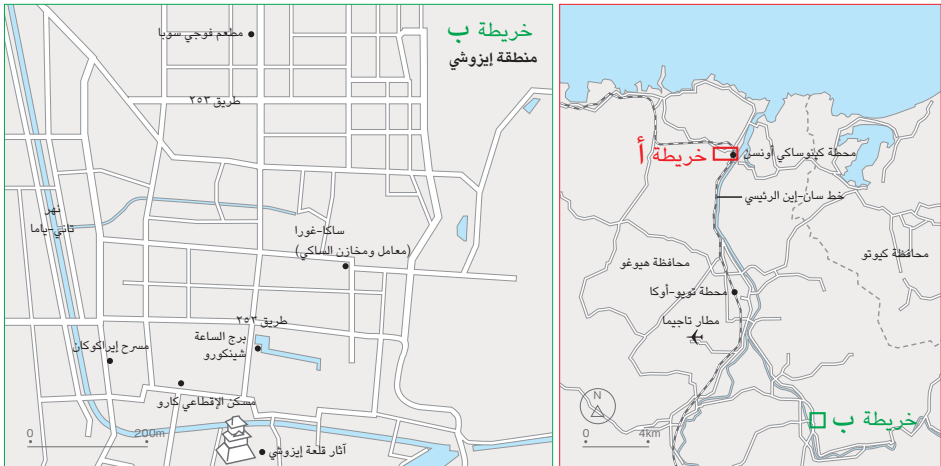 خريطة ب
منطقة إيزوشي
مطعم فوجي سوبا
طريق ٢٥٣
نهر
تاني-ياما
ساكا-غورا
(معامل ومخازن الساكي)
طريق ٢٥٣
برج الساعة
شينكورو
مسرح إيراكوكان
مسكن الإقطاعي كارو
آثار قلعة إيزوشي
0
200m
خريطة أ
محطة كينوساكي أونسن
خط سان-إين الرئيسي
محافظة كيوتو
محافظة هيوغو
محطة تويو-أوكا
مطار تاجيما
N
0
4km
خريطة ب